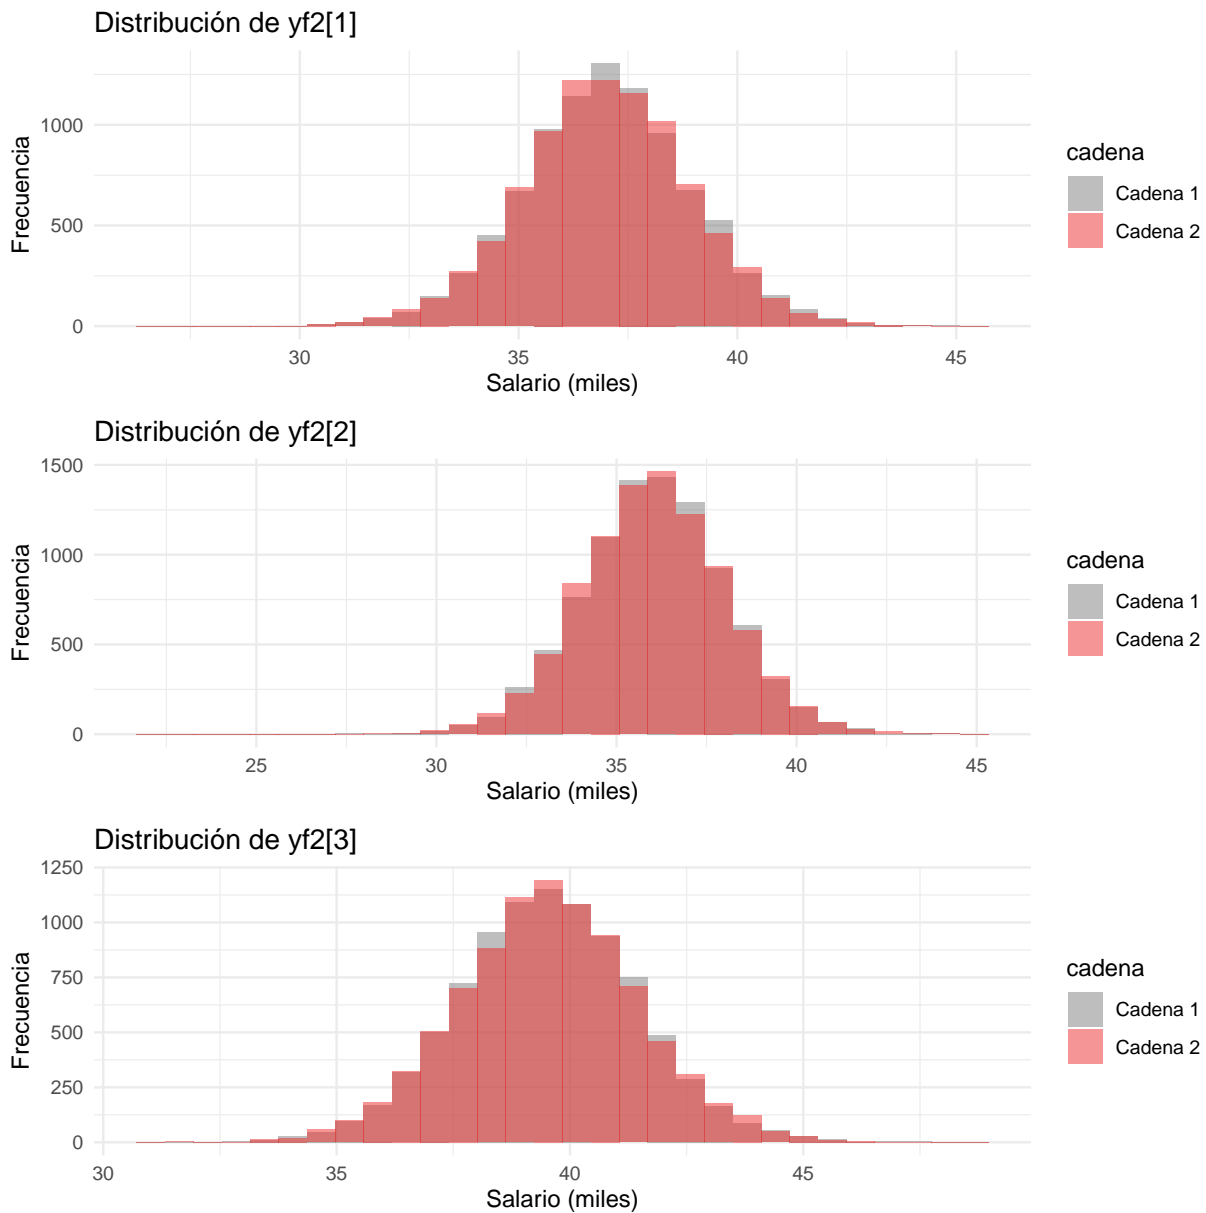 Distribución de yf2[1]
1000
500
0
Frecuencia
30 35 40 45
Salario (miles)
cadena
Cadena 1
Cadena 2
Distribución de yf2[2]
1500
1000
500
0
Frecuencia
25 30 35 40 45
Salario (miles)
cadena
Cadena 1
Cadena 2
Distribución de yf2[3]
1250
1000
750
500
250
0
Frecuencia
30 35 40 45
Salario (miles)
cadena
Cadena 1
Cadena 2